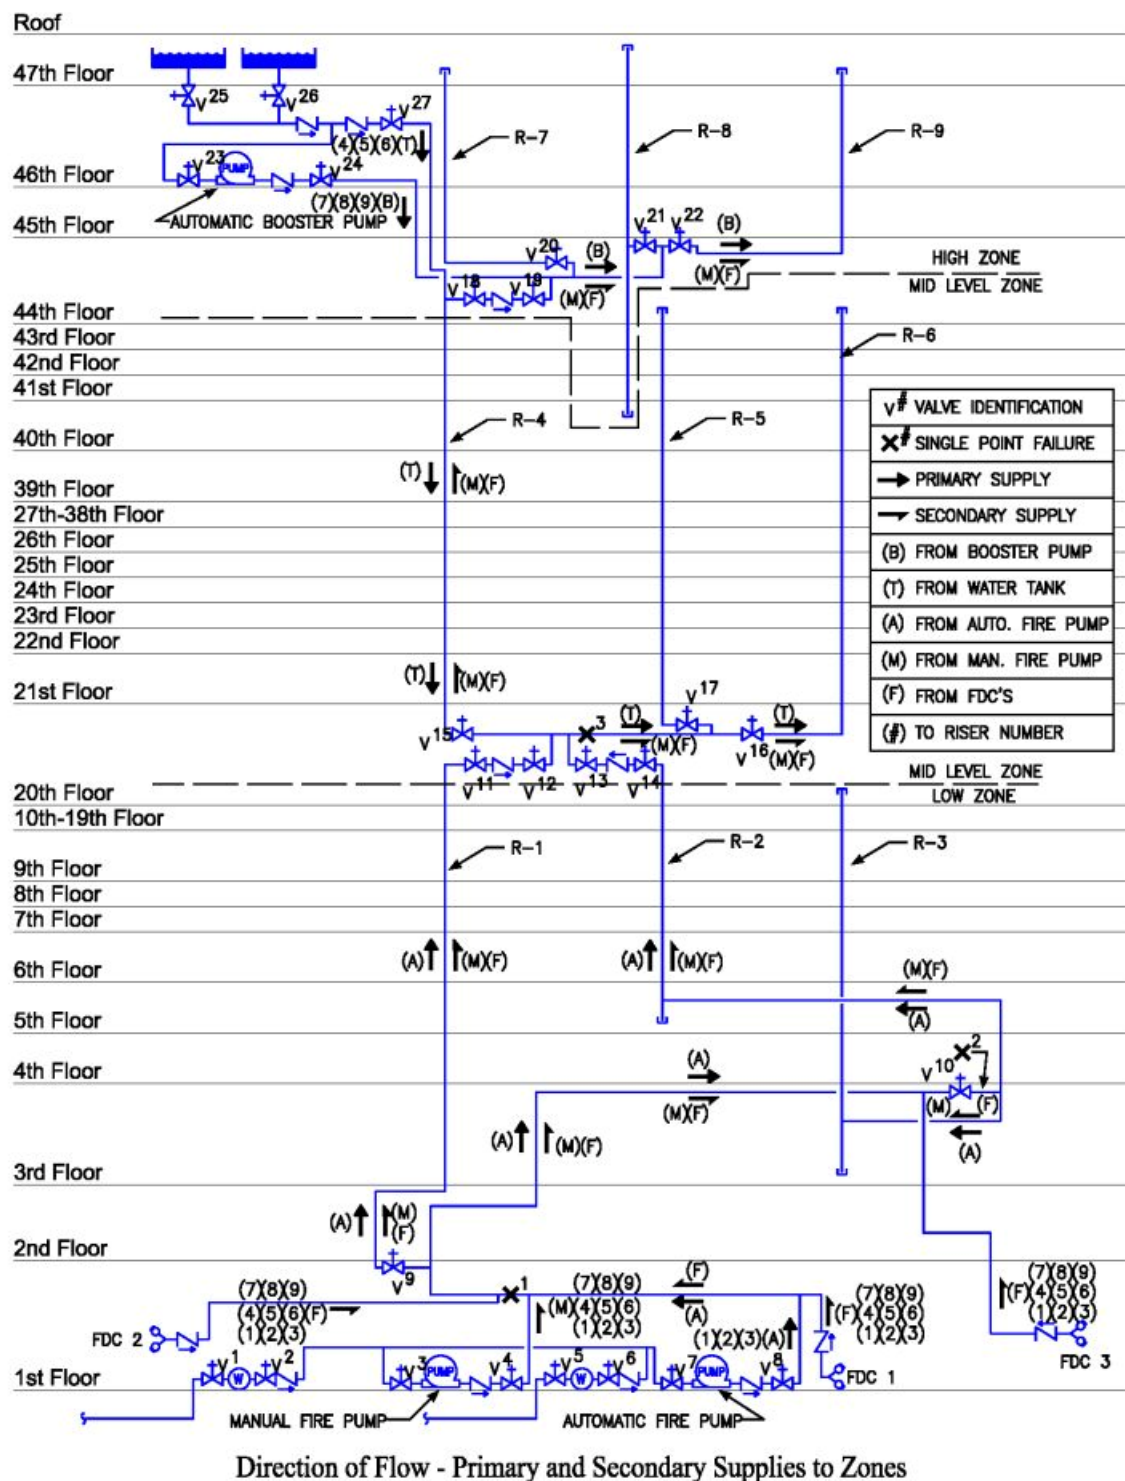 Roof
47th Floor
V25
V26
V27
R-7
R-8
R-9
(4)(5)(6)(T)
V23
PUMP
V24
46th Floor
(7)(8)(9)(B)
AUTOMATIC BOOSTER PUMP
45th Floor
V21
V22
(B)
V20
(B)
HIGH ZONE
(M)(F)
MID LEVEL ZONE
V18
V19
(M)(F)
44th Floor
43rd Floor
R-6
42nd Floor
41st Floor
V# VALVE IDENTIFICATION
R-4
R-5
40th Floor
X# SINGLE POINT FAILURE
(T)
(M)(F)
PRIMARY SUPPLY
39th Floor
27th-38th Floor
SECONDARY SUPPLY
26th Floor
(B) FROM BOOSTER PUMP
25th Floor
24th Floor
(T) FROM WATER TANK
23rd Floor
(A) FROM AUTO. FIRE PUMP
22nd Floor
(M) FROM MAN. FIRE PUMP
(T)
(M)(F)
21st Floor
(F) FROM FDC'S
V17
(#) TO RISER NUMBER
3
(T)
(T)
V15
(M)(F)
V16
(M)(F)
MID LEVEL ZONE
V11
V12
V13
V14
20th Floor
LOW ZONE
10th-19th Floor
R-1
R-2
R-3
9th Floor
8th Floor
7th Floor
(A)
(M)(F)
(A)
(M)(F)
6th Floor
(M)(F)
(A)
5th Floor
2
(A)
V10
4th Floor
(M)(F)
(M)
(F)
(A)
(M)(F)
(A)
3rd Floor
(A)
(M)
(F)
2nd Floor
V9
1
(7)(8)(9)
(4)(5)(6)(F)
(1)(2)(3)
(7)(8)(9)
(M)(4)(5)(6)
(1)(2)(3)
(F)
(A)
(1)(2)(3)(A)
(7)(8)(9)
(F)(4)(5)(6)
(1)(2)(3)
(7)(8)(9)
(F)(4)(5)(6)
(1)(2)(3)
FDC 2
FDC 3
V1
W
V2
V3
PUMP
V4
V5
W
V6
V7
PUMP
V8
FDC 1
1st Floor
MANUAL FIRE PUMP
AUTOMATIC FIRE PUMP
Direction of Flow - Primary and Secondary Supplies to Zones